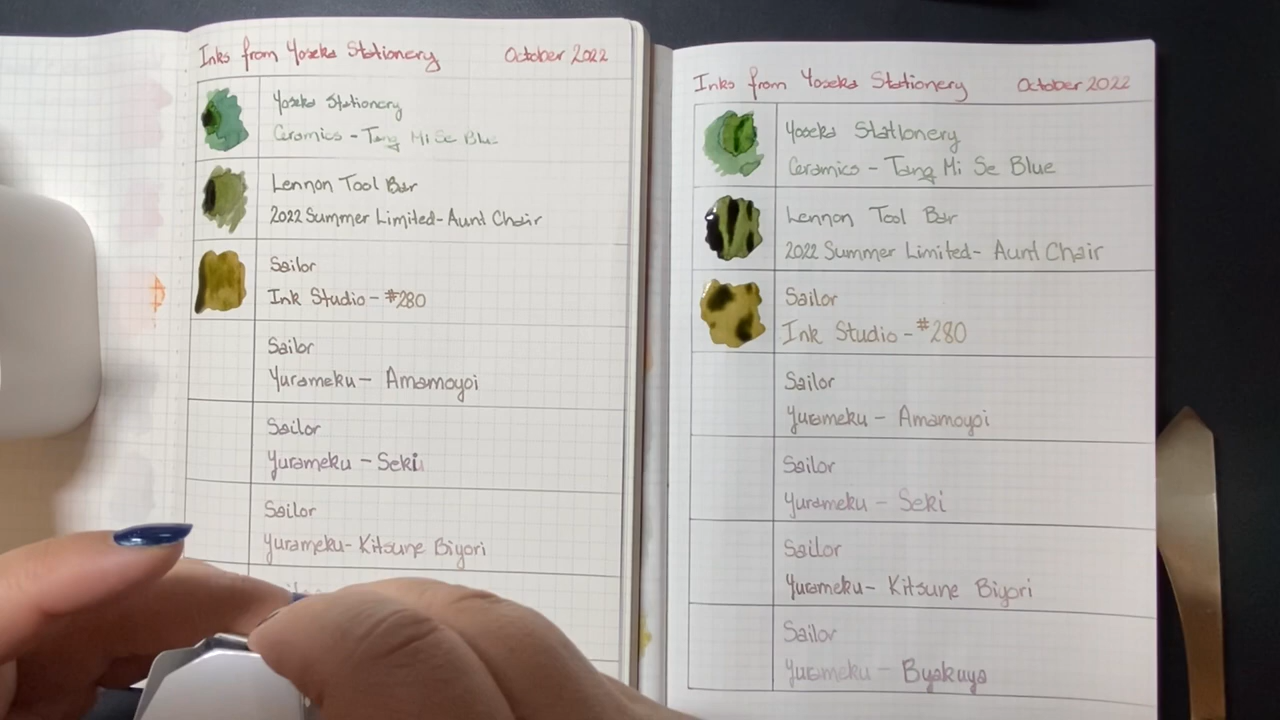 Inks from Yoseka Stationery October 2022
Yoseka Stationery
Ceramics - Tang Mi Se Blue
Lennon Tool Bar
2022 Summer Limited- Aunt Chair
Sailor
Ink Studio - #280
Sailor
Yurameku - Amamoyoi
Sailor
Yurameku - Seki
Sailor
Yurameku- Kitsune Biyori
Inks from Yoseka Stationery October 2022
Yoseka Stationery
Ceramics - Tang Mi Se Blue
Lennon Tool Bar
2022 Summer Limited- Aunt Chair
Sailor
Ink Studio - #280
Sailor
Yurameku - Amamoyoi
Sailor
Yurameku - Seki
Sailor
Yurameku- Kitsune Biyori
Sailor
Yurameku - Byakuya